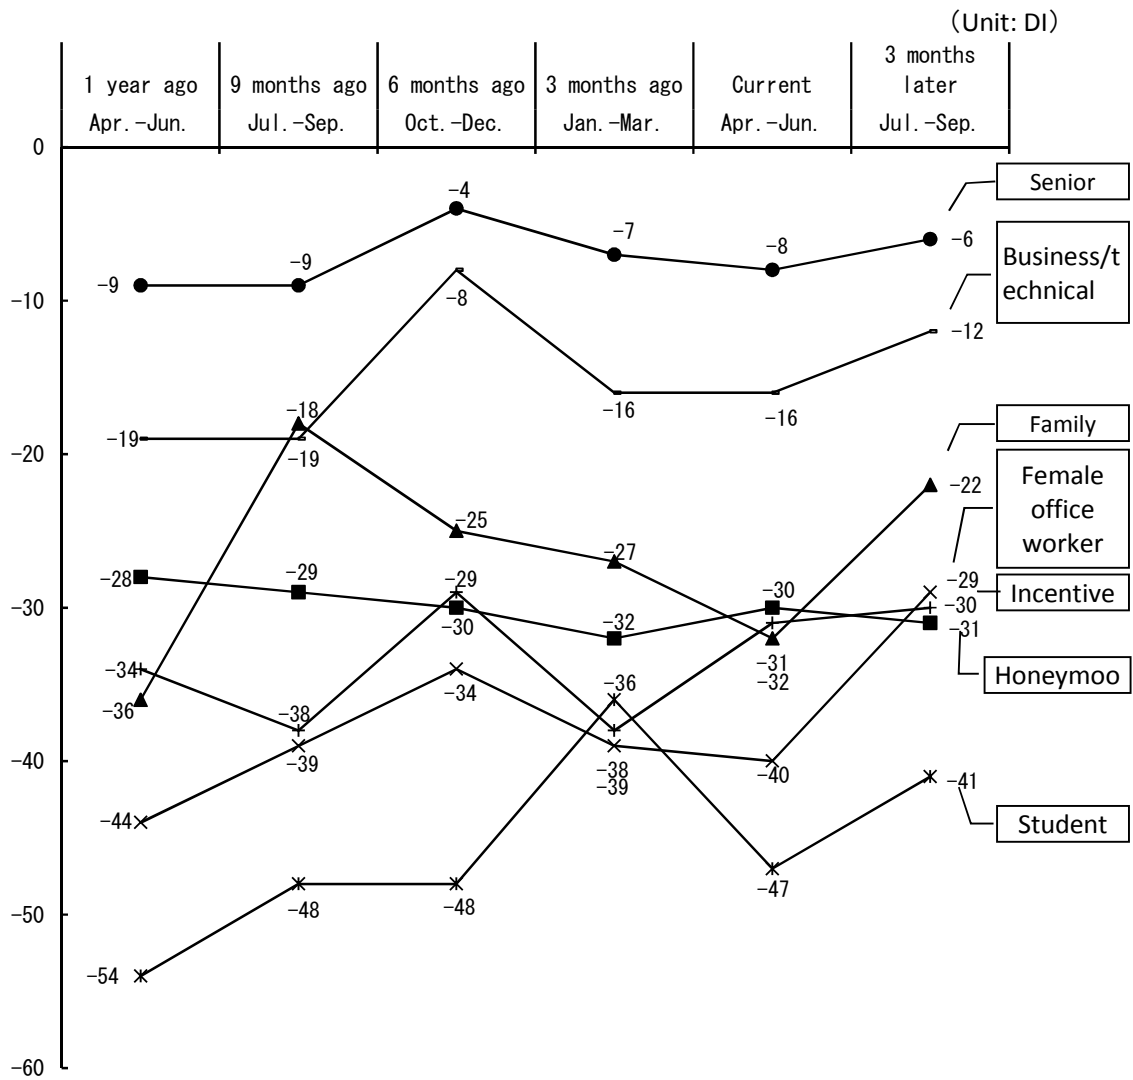 （Unit: DI）
1 year ago
Apr.-Jun.
9 months ago
Jul.-Sep.
6 months ago
Oct.-Dec.
3 months ago
Jan.-Mar.
Current
Apr.-Jun.
3 months
later
Jul.-Sep.
0
-10
-20
-30
-40
-50
-60
-9
-9
-4
-7
-8
-6
-19
-19
-8
-16
-16
-12
-36
-18
-25
-27
-32
-22
-28
-29
-30
-32
-30
-31
-34
-38
-29
-38
-31
-30
-44
-39
-34
-39
-40
-29
-54
-48
-48
-36
-47
-41
Senior
Business/t
echnical
Family
Female
office
worker
Incentive
Honeymoo
Student